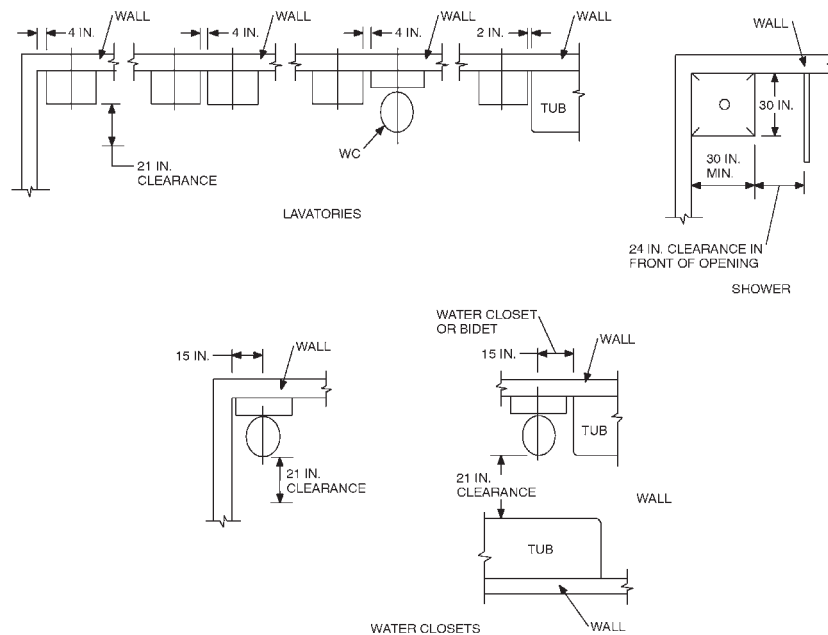 4 IN.
WALL
4 IN.
WALL
4 IN.
WALL
2 IN.
WALL
WALL
TUB
30 IN.
WC
21 IN.
CLEARANCE
30 IN.
MIN.
LAVATORIES
24 IN. CLEARANCE IN
FRONT OF OPENING
SHOWER
WATER CLOSET
OR BIDET
15 IN.
WALL
15 IN.
WALL
TUB
21 IN.
CLEARANCE
21 IN.
CLEARANCE
WALL
TUB
WATER CLOSETS
WALL